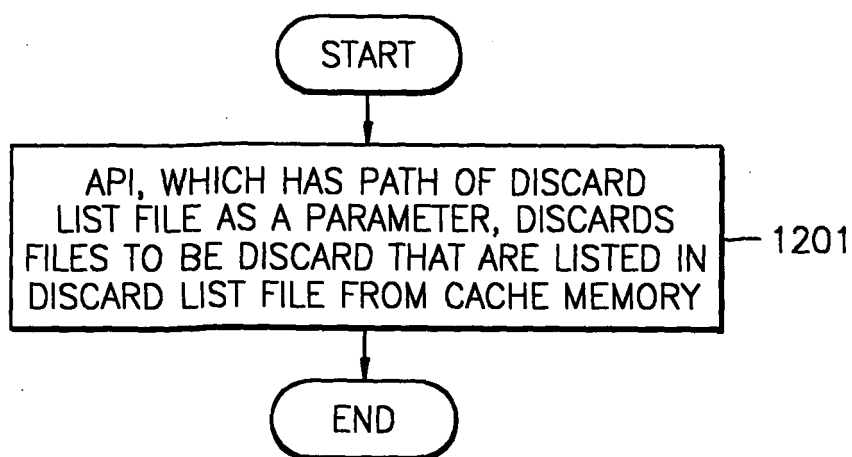 START
API, WHICH HAS PATH OF DISCARD
LIST FILE AS A PARAMETER, DISCARDS
FILES TO BE DISCARD THAT ARE LISTED IN
DISCARD LIST FILE FROM CACHE MEMORY
1201
END